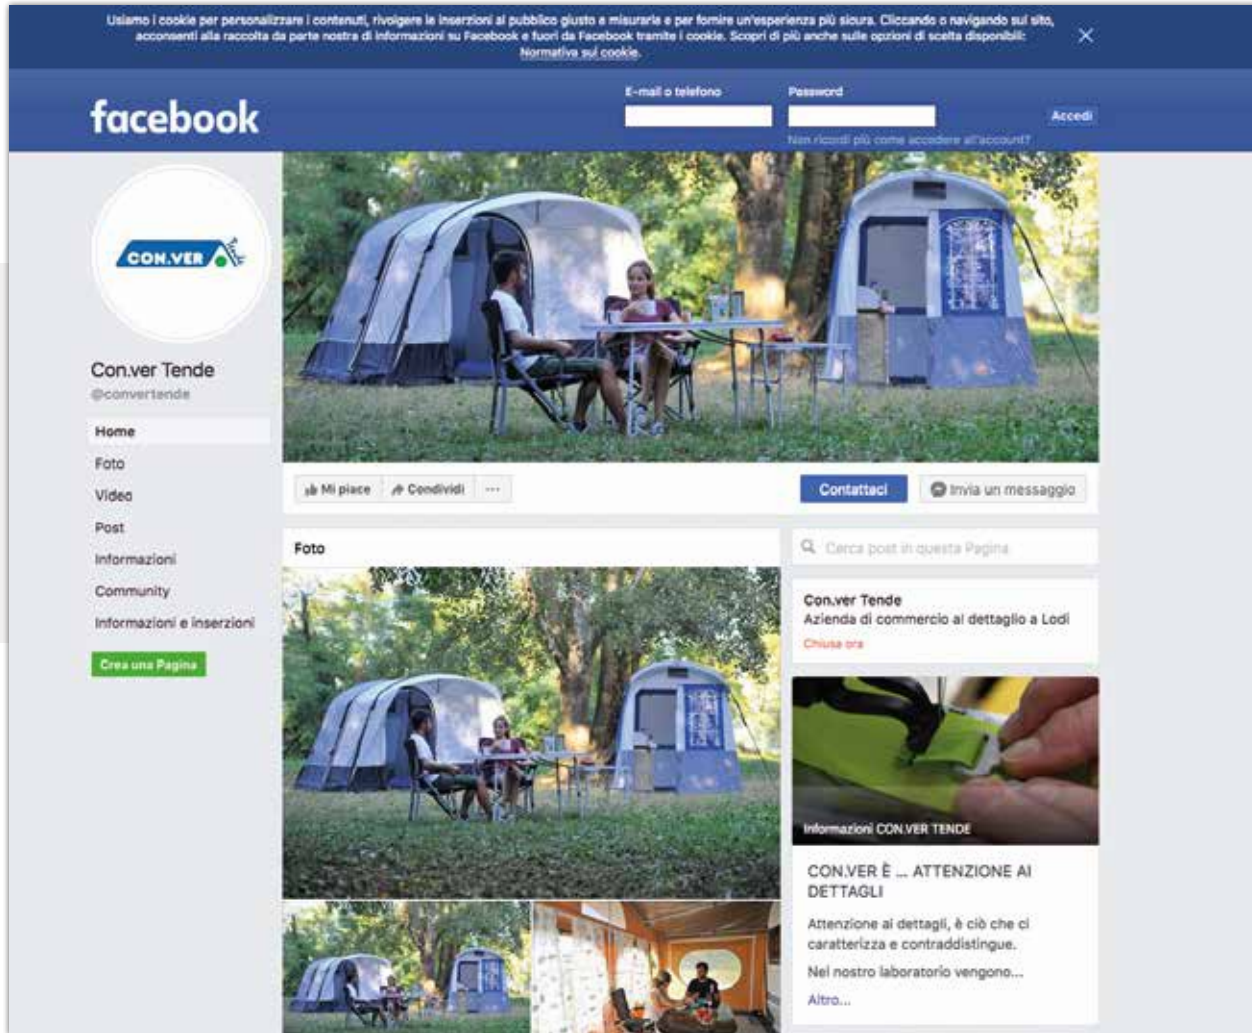 Usiamo i cookie per personalizzare i contenuti, rivolgere le inserzioni al pubblico giusto e misurarle e per fornire un'esperienza più sicura. Cliccando o navigando sul sito,
acconsenti alla raccolta da parte nostra di informazioni su Facebook e fuori da Facebook tramite i cookie. Scopri di più anche sulle opzioni di scelta disponibili:
Normativa sui cookie.
facebook
E-mail o telefono
Password
Accedi
Non ricordi più come accedere all'account?
CON.VER
Con.ver Tende
@convertende
Home
Foto
Video
Post
Informazioni
Community
Informazioni e inserzioni
Crea una Pagina
Mi piace
Condividi
Contattaci
Invia un messaggio
Foto
Cerca post in questa Pagina
Con.ver Tende
Azienda di commercio al dettaglio a Lodi
Chiusa ora
Informazioni CON.VER TENDE
CON.VER È ... ATTENZIONE AI
DETTAGLI
Attenzione ai dettagli, è ciò che ci
caratterizza e contraddistingue.
Nel nostro laboratorio vengono...
Altro...